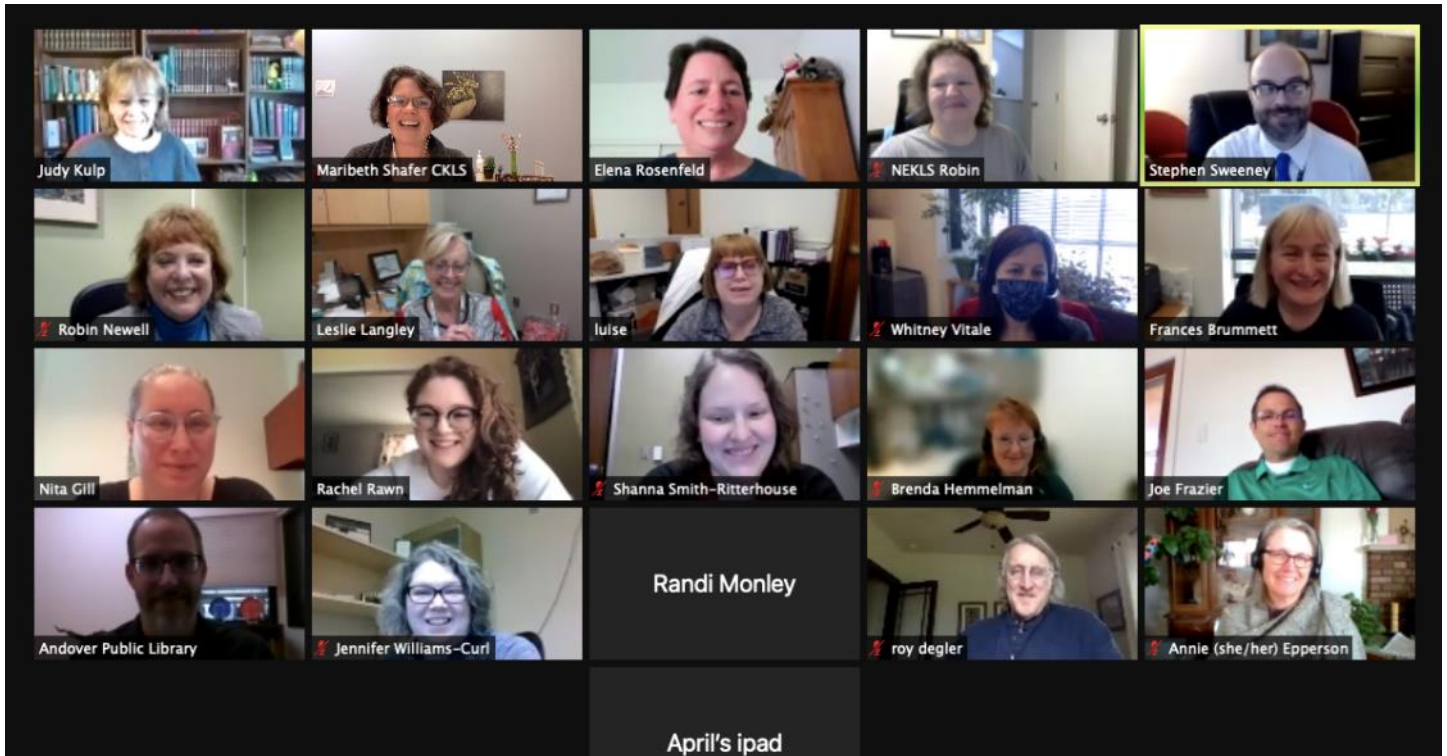 Judy Kulp
Maribeth Shafer CKLS
Elena Rosenfeld
NEKLS Robin
Stephen Sweeney
Robin Newell
Leslie Langley
luise
Whitney Vitale
Frances Brummett
Nita Gill
Rachel Rawn
Shanna Smith-Ritterhouse
Brenda Hemmelman
Joe Frazier
Andover Public Library
Jennifer Williams-Curl
Randi Monley
roy degler
Annie (she/her) Epperson
April's ipad